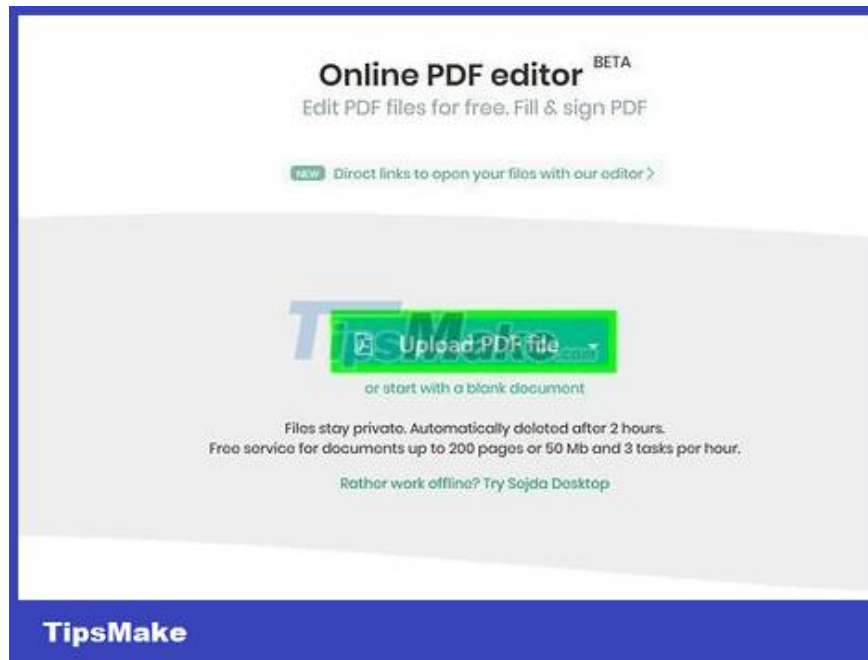 Online PDF editor BETA
Edit PDF files for free. Fill & sign PDF
NEW Direct links to open your files with our editor >
TipsMake.com
Upload PDF file
or start with a blank document
Files stay private. Automatically deleted after 2 hours.
Free service for documents up to 200 pages or 50 Mb and 3 tasks per hour.
Rather work offline? Try Sejda Desktop
TipsMake